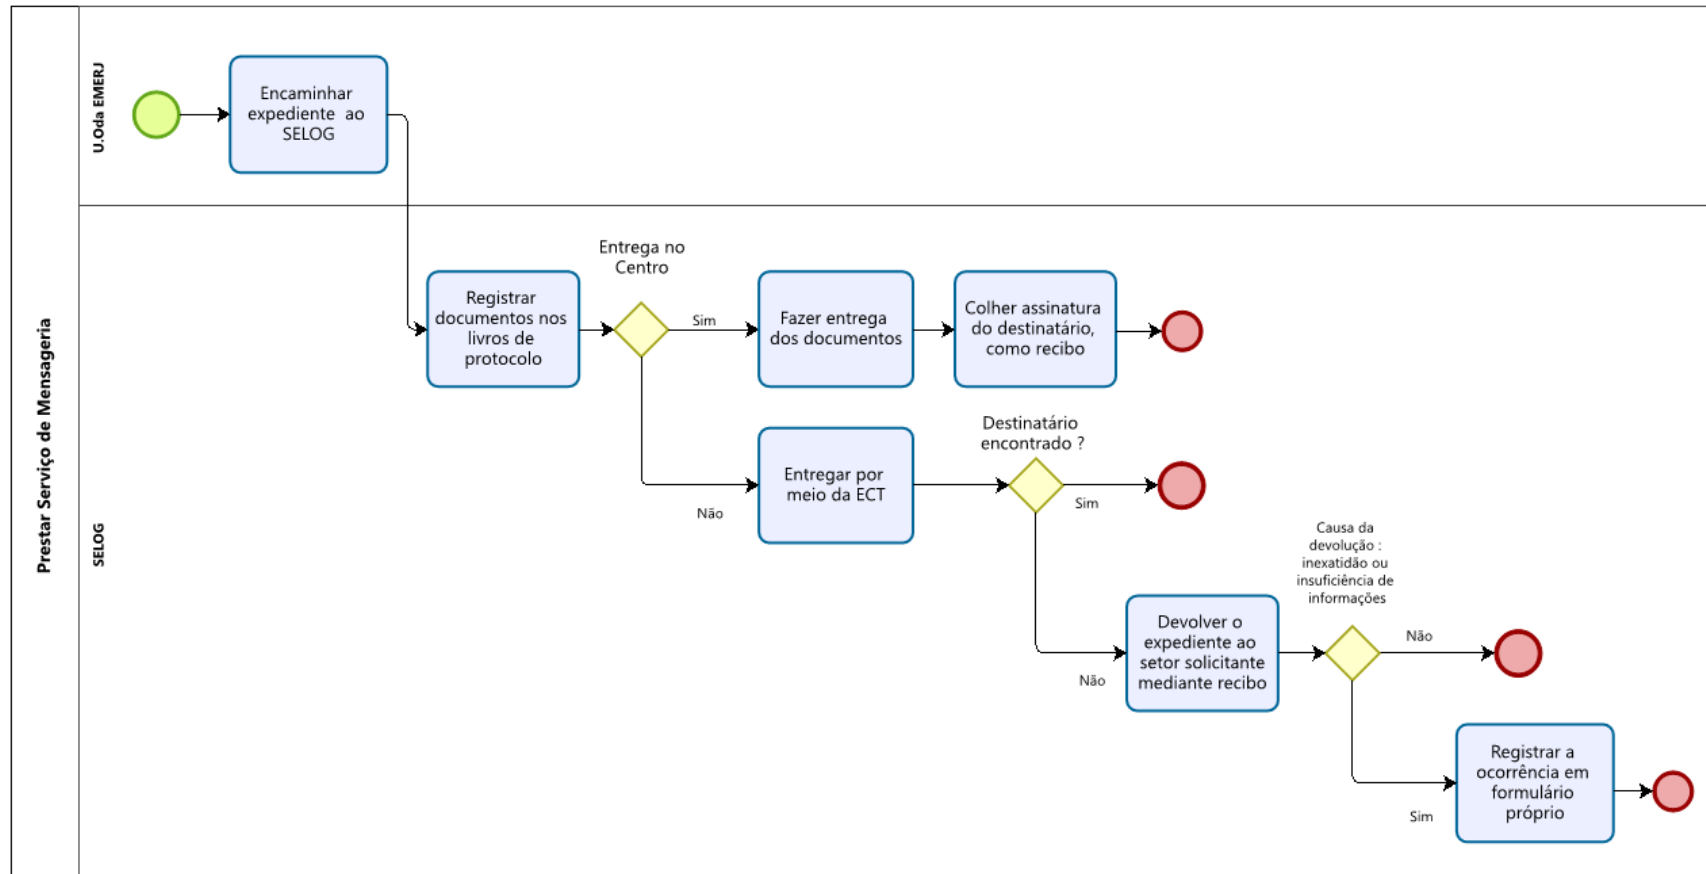 Prestar Serviço de Mensageria
U.Oda EMERJ
Encaminhar
expediente ao
SELOG
SELOG
Registrar
documentos nos
livros de
protocolo
Entrega no
Centro
Sim
Fazer entrega
dos documentos
Colher assinatura
do destinatário,
como recibo
Não
Entregar por
meio da ECT
Destinatário
encontrado ?
Sim
Não
Devolver o
expediente ao
setor solicitante
mediante recibo
Causa da
devolução :
inexatidão ou
insuficiência de
informações
Não
Sim
Registrar a
ocorrência em
formulário
próprio